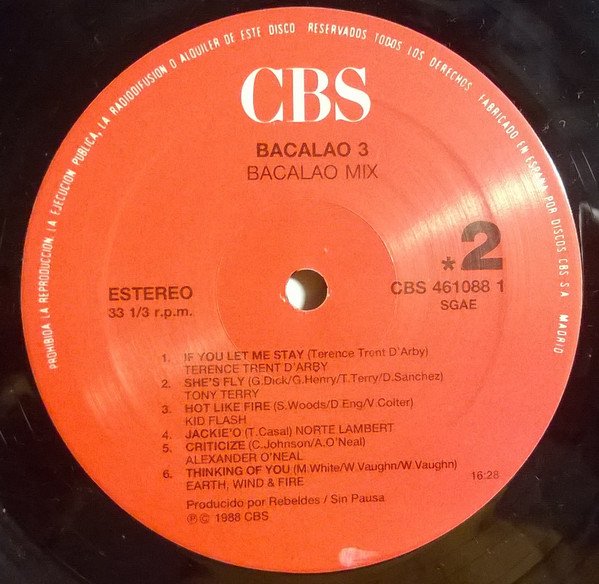 PROHIBIDA LA REPRODUCCION, LA EJECUCION PUBLICA, LA RADIODIFUSION O ALQUILER DE ESTE DISCO RESERVADOS TODOS LOS DERECHOS. FABRICADO EN ESPAÑA POR DISCOS CBS S.A. MADRID
CBS
BACALAO 3
BACALAO MIX
*2
ESTEREO
33 1/3 r.p.m.
CBS 461088 1
SGAE
1. IF YOU LET ME STAY (Terence Trent D'Arby)
TERENCE TRENT D'ARBY
2. SHE'S FLY (G.Dick/G.Henry/T.Terry/D.Sanchez)
TONY TERRY
3. HOT LIKE FIRE (S.Woods/D Eng/V Colter)
KID FLASH
4. JACKIE'O (T.Casal) NORTE LAMBERT
5. CRITICIZE (C.Johnson/A.O'Neal)
ALEXANDER O'NEAL
6. THINKING OF YOU (M.White/W.Vaughn/W.Vaughn)
EARTH, WIND & FIRE
16:28
Producido por Rebeldes / Sin Pausa
℗ © 1988 CBS